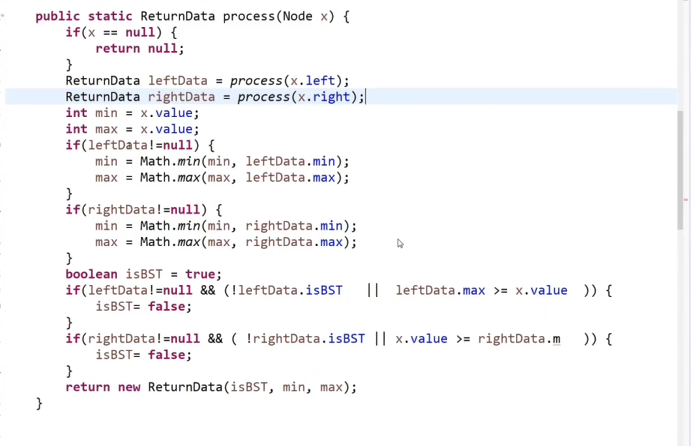 public static ReturnData process(Node x) {
if(x == null) {
return null;
}
ReturnData leftData = process(x.left);
ReturnData rightData = process(x.right);
int min = x.value;
int max = x.value;
if(leftData!=null) {
min = Math.min(min, leftData.min);
max = Math.max(max, leftData.max);
}
if(rightData!=null) {
min = Math.min(min, rightData.min);
max = Math.max(max, rightData.max);
}
boolean isBST = true;
if(leftData!=null && (!leftData.isBST || leftData.max >= x.value )) {
isBST= false;
}
if(rightData!=null && ( !rightData.isBST || x.value >= rightData.m )) {
isBST= false;
}
return new ReturnData(isBST, min, max);
}